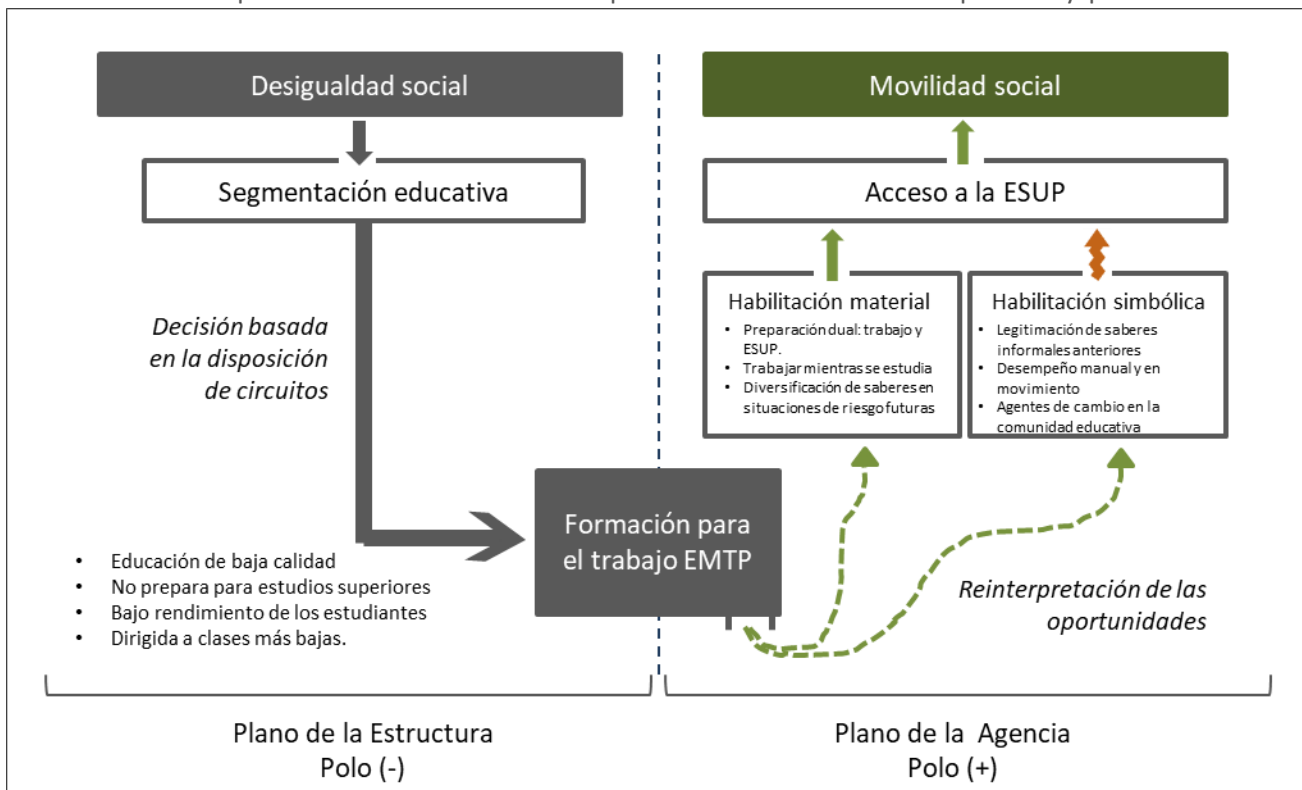 Desigualdad social
Segmentación educativa
Decisión basada
en la disposición
de circuitos
• Educación de baja calidad
• No prepara para estudios superiores
• Bajo rendimiento de los estudiantes
• Dirigida a clases más bajas.
Formación para
el trabajo EMTP
Movilidad social
Acceso a la ESUP
Habilitación material
• Preparación dual: trabajo y
ESUP.
• Trabajar mientras se estudia
• Diversificación de saberes en
situaciones de riesgo futuras
Habilitación simbólica
• Legitimación de saberes
informales anteriores
• Desempeño manual y en
movimiento
• Agentes de cambio en la
comunidad educativa
Reinterpretación de las
oportunidades
Plano de la Estructura
Polo (-)
Plano de la Agencia
Polo (+)